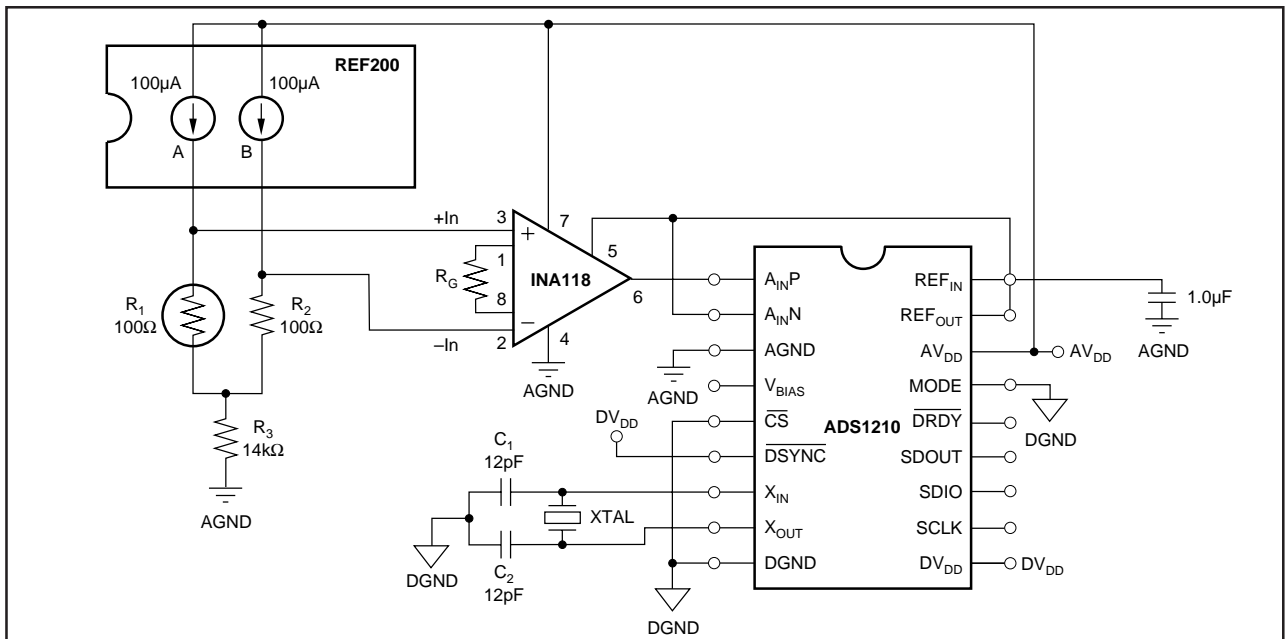 REF200
100µA
100µA
A
B
+In
3
7
5
1
RG
INA118
6
8
2
4
–In
AGND
R1
100Ω
R2
100Ω
R3
14kΩ
AGND
AINP
REFIN
1.0µF
AGND
AINN
REFOUT
AGND
AGND
AVDD
AVDD
VBIAS
MODE
DGND
CS
ADS1210
DRDY
DVDD
DSYNC
SDOUT
C1
12pF
XIN
SDIO
XTAL
XOUT
SCLK
DGND
C2
12pF
DGND
DVDD
DVDD
DGND